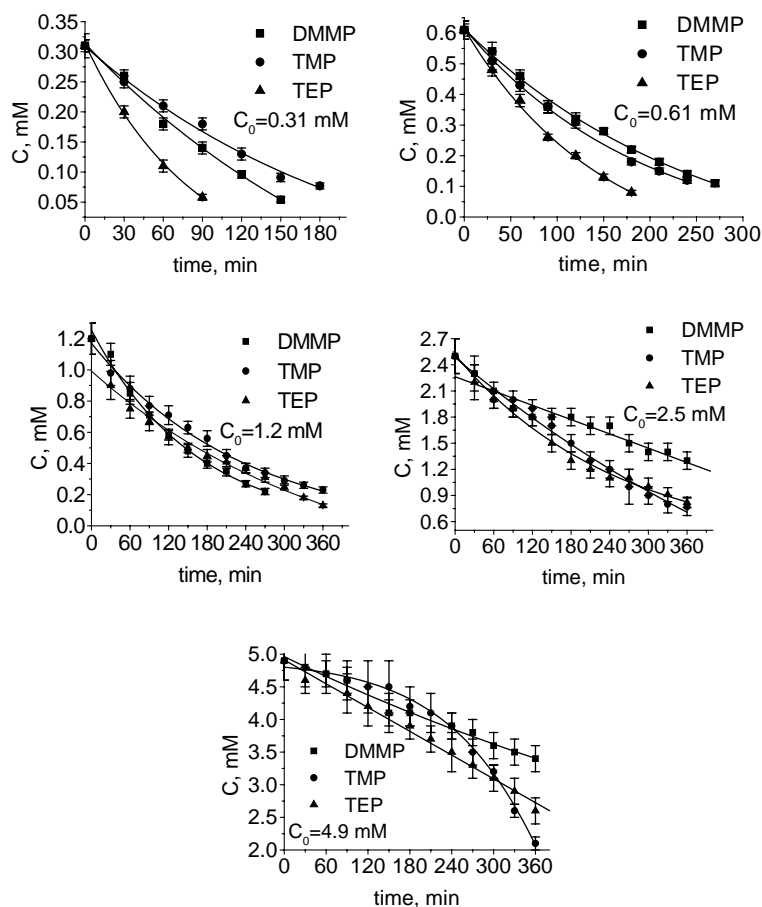 0.35
0.30
0.25
0.20
0.15
0.10
0.05
C, mM
DMMP
TMP
TEP
C₀=0.31 mM
0 30 60 90 120 150 180
time, min
0.6
0.5
0.4
0.3
0.2
0.1
0.0
C, mM
DMMP
TMP
TEP
C₀=0.61 mM
0 50 100 150 200 250 300
time, min
1.2
1.0
0.8
0.6
0.4
0.2
0.0
C, mM
DMMP
TMP
TEP
C₀=1.2 mM
0 60 120 180 240 300 360
time, min
2.7
2.4
2.1
1.8
1.5
1.2
0.9
0.6
C, mM
DMMP
TMP
TEP
C₀=2.5 mM
0 60 120 180 240 300 360
time, min
5.0
4.5
4.0
3.5
3.0
2.5
2.0
C, mM
DMMP
TMP
TEP
C₀=4.9 mM
0 60 120 180 240 300 360
time, min